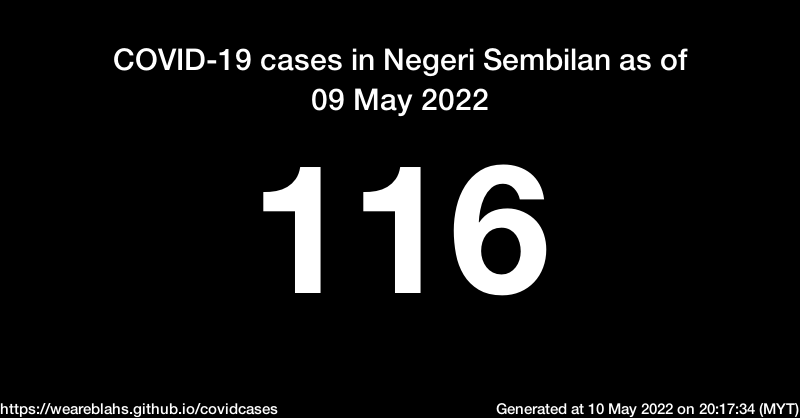 COVID-19 cases in Negeri Sembilan as of
09 May 2022
116
https://weareblahs.github.io/covidcases
Generated at 10 May 2022 on 20:17:34 (MYT)